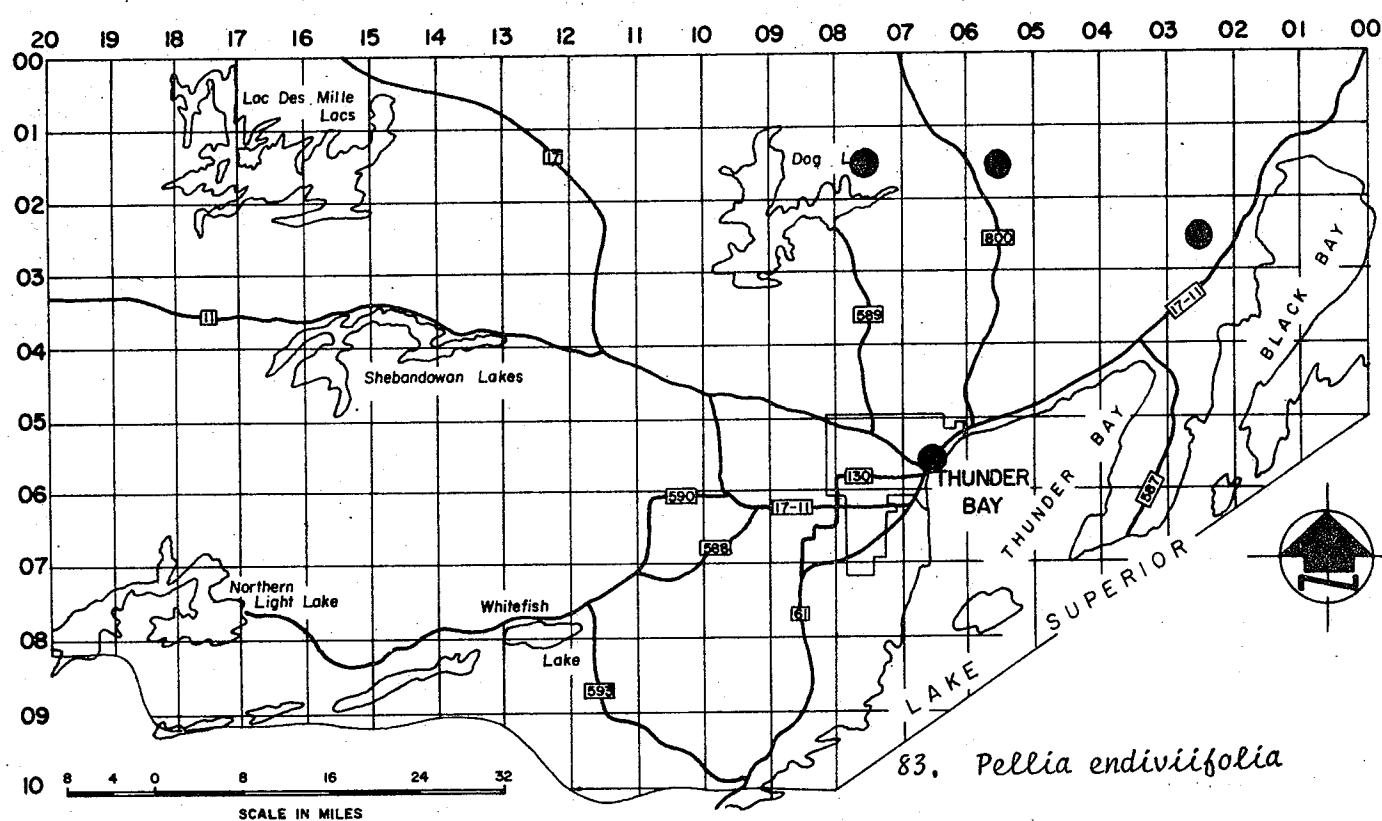 20 19 18 17 16 15 14 13 12 11 10 09 08 07 06 05 04 03 02 01 00
00
Lac Des Mille
Lacs
01
17
Dog
02
800
BLACK BAY
03
17-11
11
589
04
Shebandowan Lakes
05
THUNDER BAY
130
THUNDER
BAY
06
590
17-11
587
588
07
Northern
Light Lake
Whitefish
Lake
61
N
LAKE SUPERIOR
08
593
09
83. Pellia endiviifolia
10
8 4 0 8 16 24 32
SCALE IN MILES